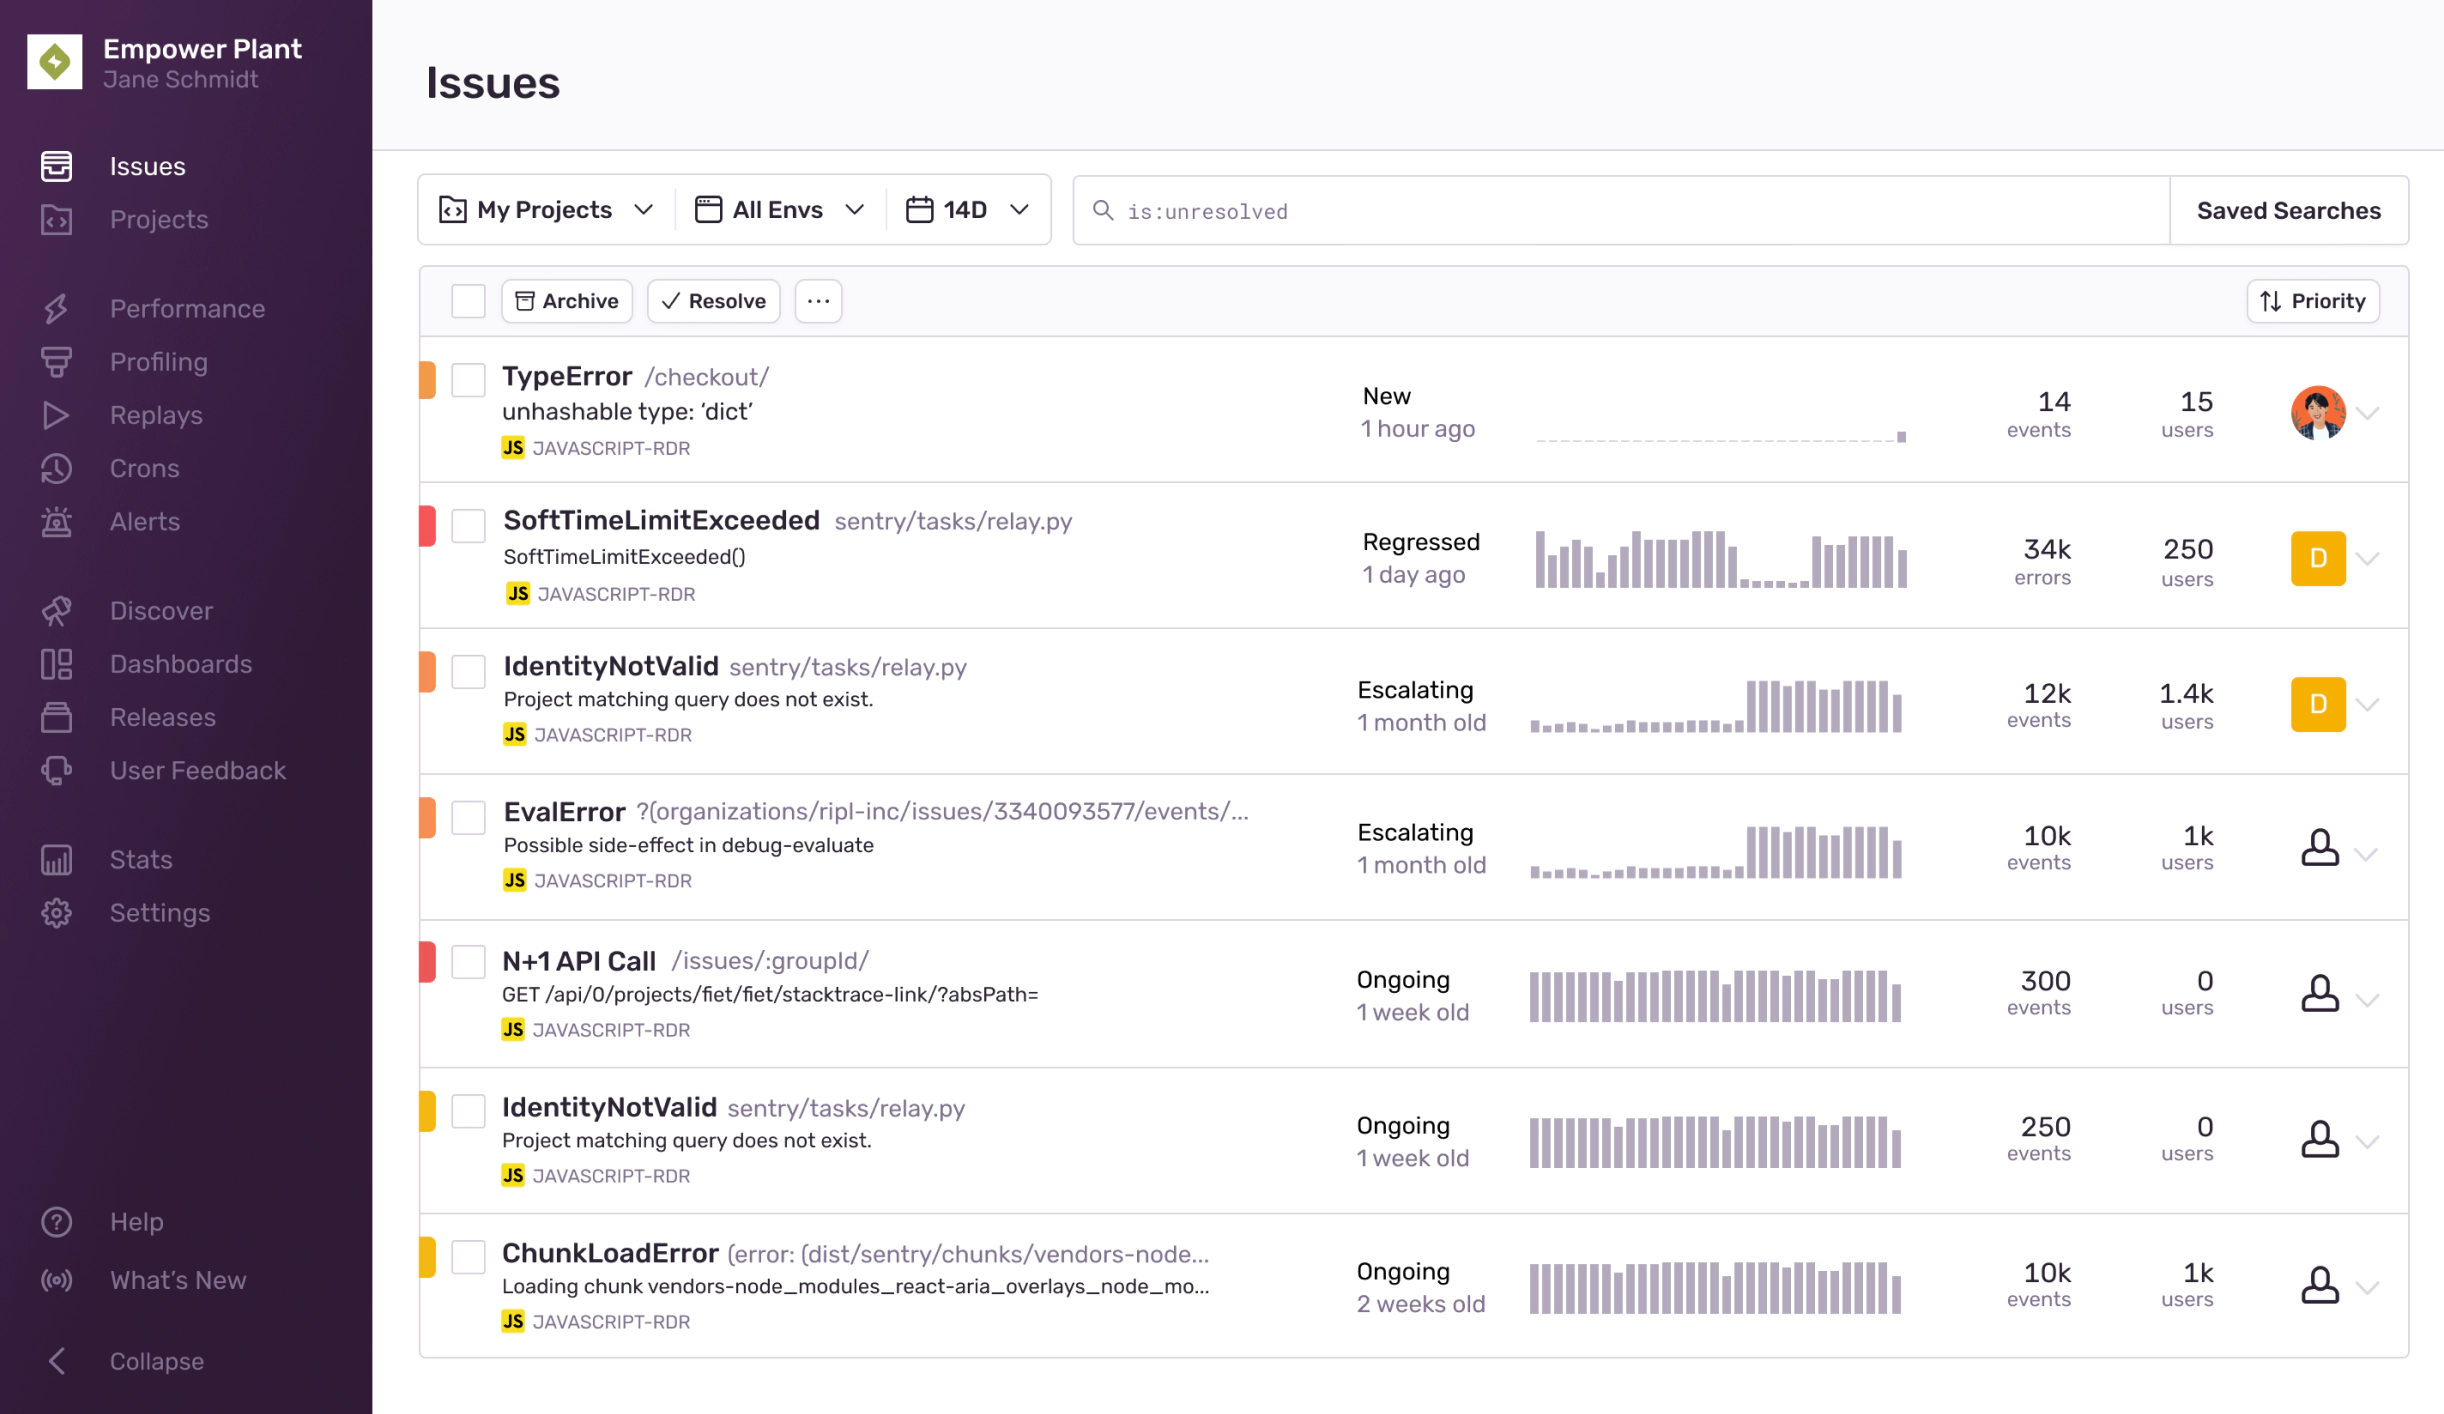 Empower Plant
Jane Schmidt
Issues
Projects
Performance
Profiling
Replays
Crons
Alerts
Discover
Dashboards
Releases
User Feedback
Stats
Settings
Help
What’s New
Collapse
Issues
My Projects
All Envs
14D
is:unresolved
Saved Searches
Archive
Resolve
...
Priority
TypeError /checkout/
unhashable type: ‘dict’
JS JAVASCRIPT-RDR
New
1 hour ago
14
events
15
users
SoftTimeLimitExceeded sentry/tasks/relay.py
SoftTimeLimitExceeded()
JS JAVASCRIPT-RDR
Regressed
1 day ago
34k
errors
250
users
D
IdentityNotValid sentry/tasks/relay.py
Project matching query does not exist.
JS JAVASCRIPT-RDR
Escalating
1 month old
12k
events
1.4k
users
D
EvalError ?(organizations/ripl-inc/issues/3340093577/events/...
Possible side-effect in debug-evaluate
JS JAVASCRIPT-RDR
Escalating
1 month old
10k
events
1k
users
N+1 API Call /issues/:groupId/
GET /api/0/projects/fiet/fiet/stacktrace-link/?absPath=
JS JAVASCRIPT-RDR
Ongoing
1 week old
300
events
0
users
IdentityNotValid sentry/tasks/relay.py
Project matching query does not exist.
JS JAVASCRIPT-RDR
Ongoing
1 week old
250
events
0
users
ChunkLoadError (error: (dist/sentry/chunks/vendors-node...
Loading chunk vendors-node_modules_react-aria_overlays_node_mo...
JS JAVASCRIPT-RDR
Ongoing
2 weeks old
10k
events
1k
users